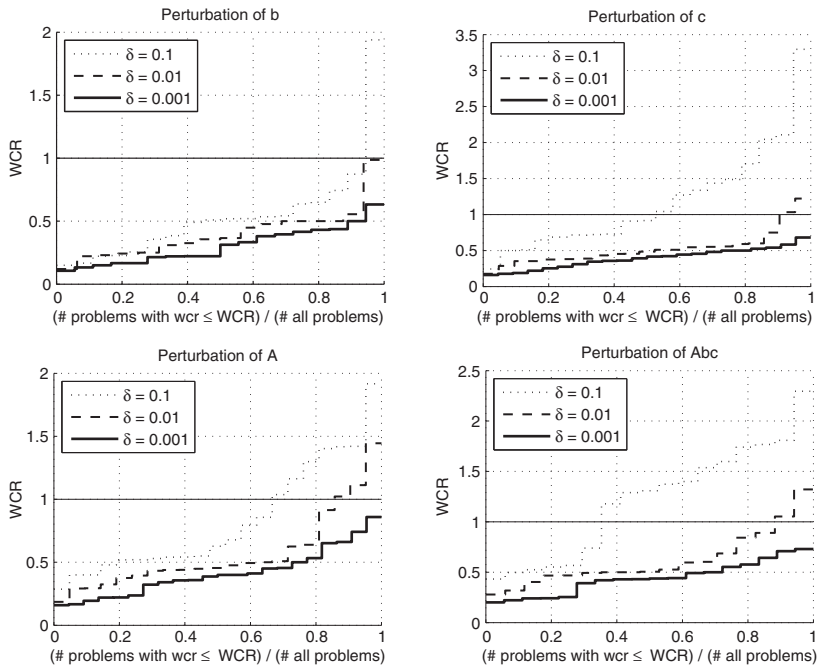 Perturbation of b
2
1.5
1
0.5
0
WCR
δ = 0.1
δ = 0.01
δ = 0.001
0 0.2 0.4 0.6 0.8 1
(# problems with wcr ≤ WCR) / (# all problems)
Perturbation of c
3.5
3
2.5
2
1.5
1
0.5
0
WCR
δ = 0.1
δ = 0.01
δ = 0.001
0 0.2 0.4 0.6 0.8 1
(# problems with wcr ≤ WCR) / (# all problems)
Perturbation of A
2
1.5
1
0.5
0
WCR
δ = 0.1
δ = 0.01
δ = 0.001
0 0.2 0.4 0.6 0.8 1
(# problems with wcr ≤ WCR) / (# all problems)
Perturbation of Abc
2.5
2
1.5
1
0.5
0
WCR
δ = 0.1
δ = 0.01
δ = 0.001
0 0.2 0.4 0.6 0.8 1
(# problems with wcr ≤ WCR) / (# all problems)